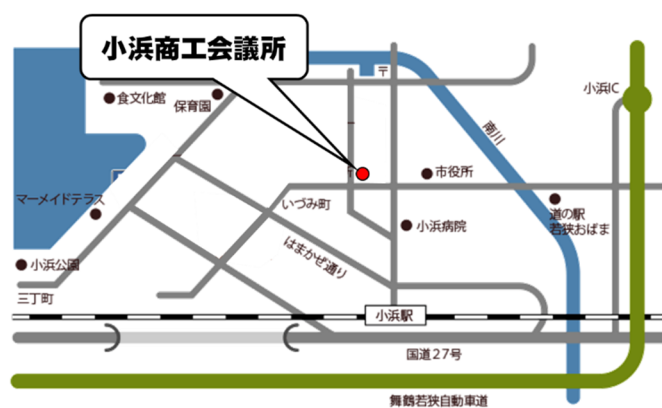 小浜商工会議所
〒
小浜IC
食文化館
保育園
南川
市役所
マーメイドテラス
いづみ町
道の駅
若狭おばま
小浜病院
はまかぜ通り
小浜公園
三丁町
小浜駅
国道27号
舞鶴若狭自動車道